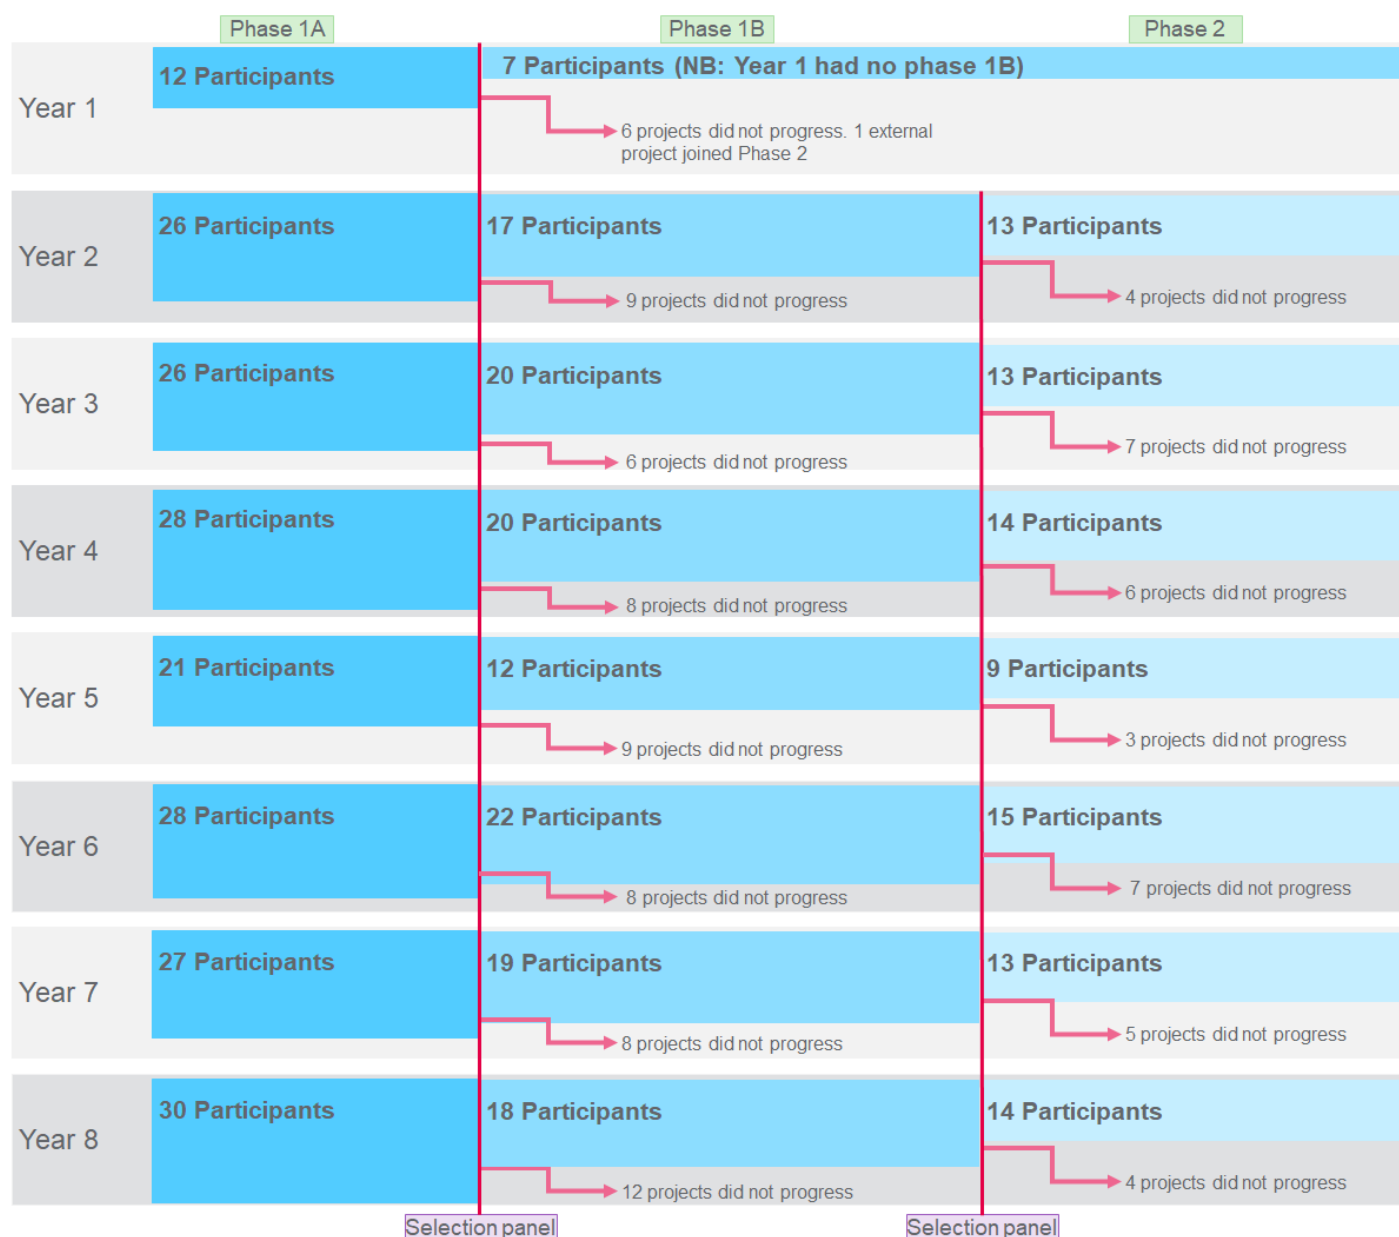 Phase 1A
Phase 1B
Phase 2
Year 1
12 Participants
7 Participants (NB: Year 1 had no phase 1B)
6 projects did not progress. 1 external
project joined Phase 2
Year 2
26 Participants
17 Participants
13 Participants
9 projects did not progress
4 projects did not progress
Year 3
26 Participants
20 Participants
13 Participants
6 projects did not progress
7 projects did not progress
Year 4
28 Participants
20 Participants
14 Participants
8 projects did not progress
6 projects did not progress
Year 5
21 Participants
12 Participants
9 Participants
9 projects did not progress
3 projects did not progress
Year 6
28 Participants
22 Participants
15 Participants
8 projects did not progress
7 projects did not progress
Year 7
27 Participants
19 Participants
13 Participants
8 projects did not progress
5 projects did not progress
Year 8
30 Participants
18 Participants
14 Participants
12 projects did not progress
4 projects did not progress
Selection panel
Selection panel